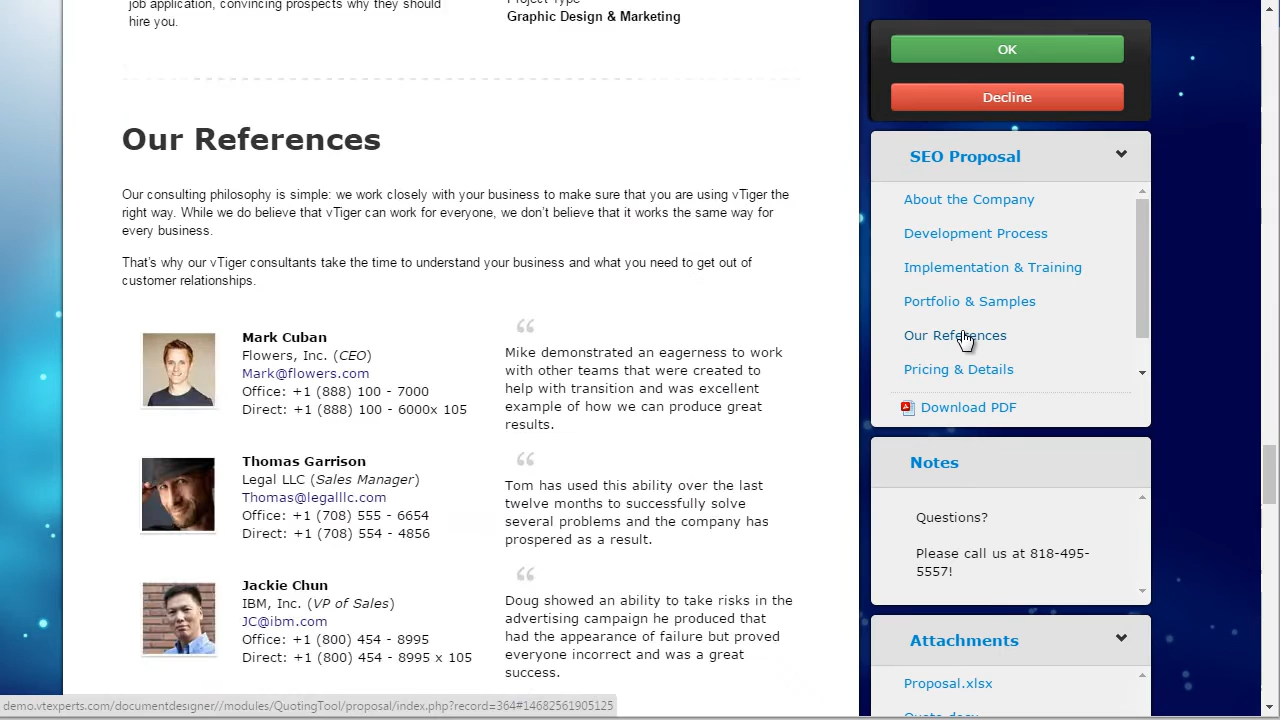 job application, convincing prospects why they should
hire you.
Project Type
Graphic Design & Marketing
Our References
Our consulting philosophy is simple: we work closely with your business to make sure that you are using vTiger the
right way. While we do believe that vTiger can work for everyone, we don't believe that it works the same way for
every business.
That's why our vTiger consultants take the time to understand your business and what you need to get out of
customer relationships.
Mark Cuban
Flowers, Inc. (CEO)
Mark@flowers.com
Office: +1 (888) 100 - 7000
Direct: +1 (888) 100 - 6000x 105
“
Mike demonstrated an eagerness to work
with other teams that were created to
help with transition and was excellent
example of how we can produce great
results.
Thomas Garrison
Legal LLC (Sales Manager)
Thomas@legalllc.com
Office: +1 (708) 555 - 6654
Direct: +1 (708) 554 - 4856
“
Tom has used this ability over the last
twelve months to successfully solve
several problems and the company has
prospered as a result.
Jackie Chun
IBM, Inc. (VP of Sales)
JC@ibm.com
Office: +1 (800) 454 - 8995
Direct: +1 (800) 454 - 8995 x 105
“
Doug showed an ability to take risks in the
advertising campaign he produced that
had the appearance of failure but proved
everyone incorrect and was a great
success.
OK
Decline
SEO Proposal
About the Company
Development Process
Implementation & Training
Portfolio & Samples
Our References
Pricing & Details
Download PDF
Notes
Questions?
Please call us at 818-495-
5557!
Attachments
Proposal.xlsx
Quote.docx
demo.vtexperts.com/documentdesigner//modules/QuotingTool/proposal/index.php?record=364#14682561905125